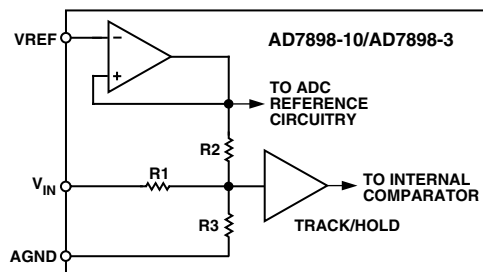 VREF
−
+
AD7898-10/AD7898-3
TO ADC
REFERENCE
CIRCUITRY
R2
R1
VIN
R3
TO INTERNAL
COMPARATOR
TRACK/HOLD
AGND